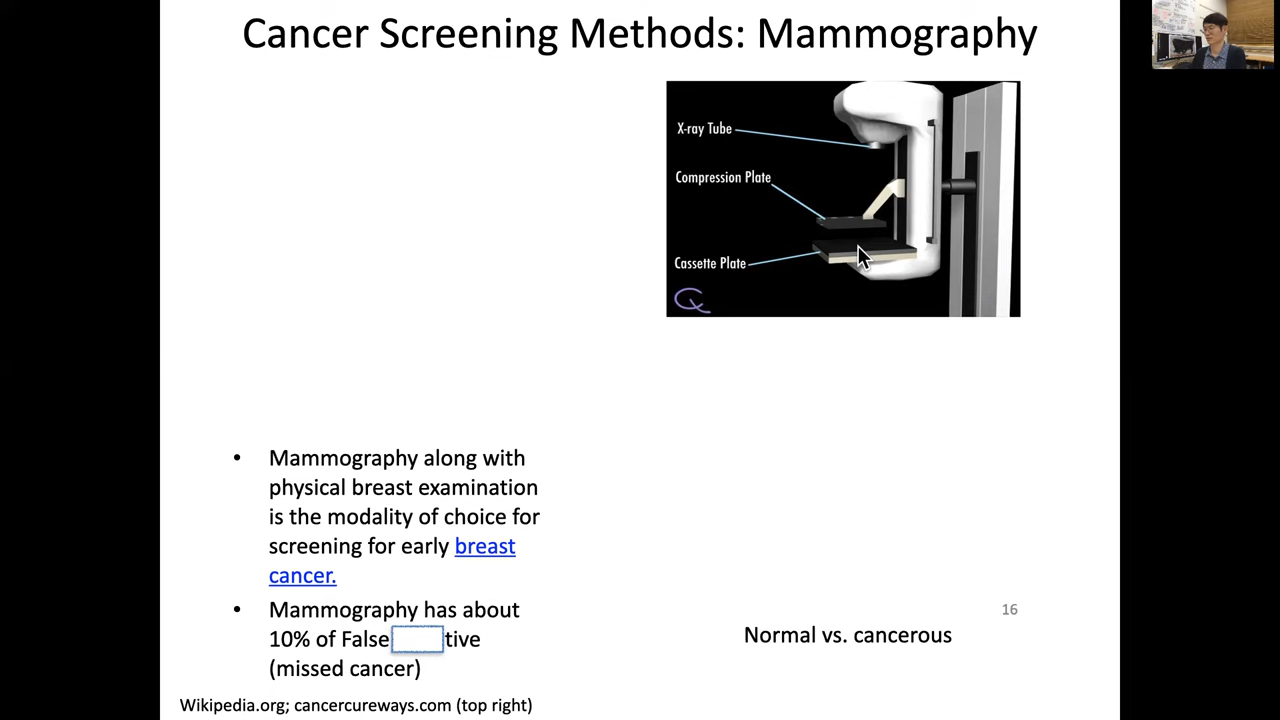 Cancer Screening Methods: Mammography
X-ray Tube
Compression Plate
Cassette Plate
• Mammography along with
physical breast examination
is the modality of choice for
screening for early breast
cancer.
• Mammography has about
10% of False tive
(missed cancer)
16
Normal vs. cancerous
Wikipedia.org; cancercureways.com (top right)